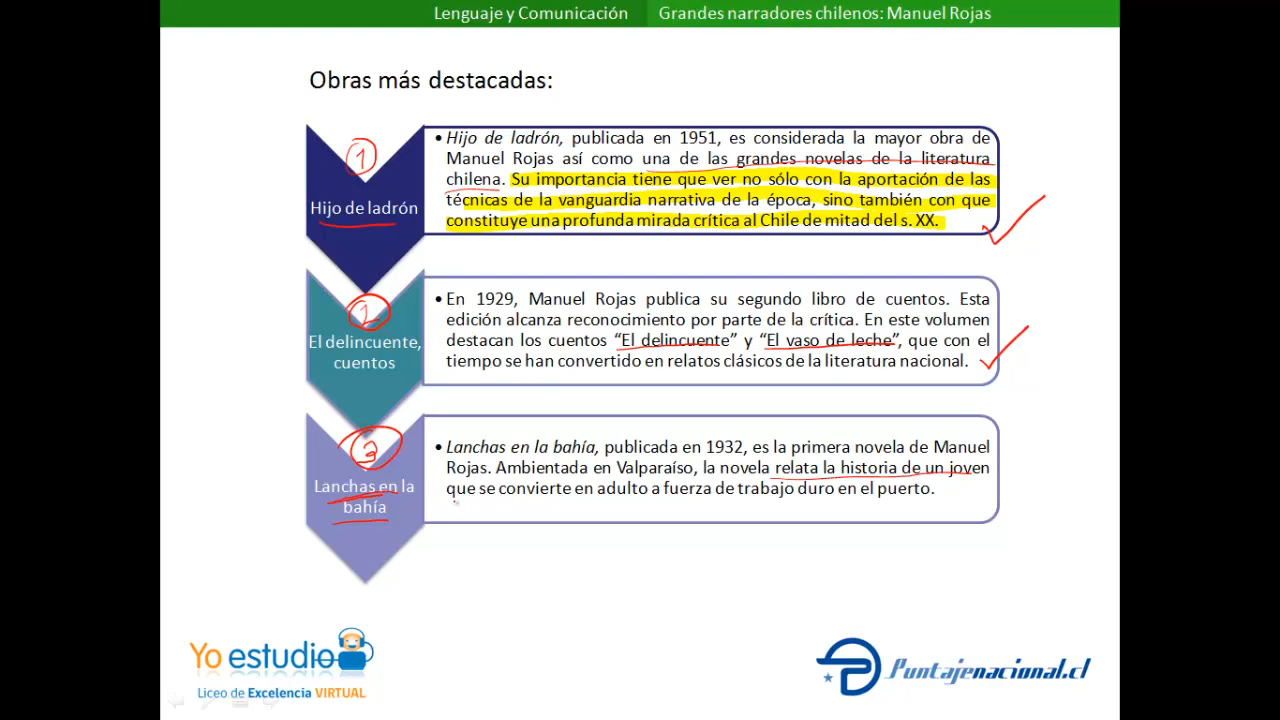 Lenguaje y Comunicación Grandes narradores chilenos: Manuel Rojas
Obras más destacadas:
1
Hijo de ladrón
• Hijo de ladrón, publicada en 1951, es considerada la mayor obra de
Manuel Rojas así como una de las grandes novelas de la literatura
chilena. Su importancia tiene que ver no sólo con la aportación de las
técnicas de la vanguardia narrativa de la época, sino también con que
constituye una profunda mirada crítica al Chile de mitad del s. XX.
2
El delincuente,
cuentos
• En 1929, Manuel Rojas publica su segundo libro de cuentos. Esta
edición alcanza reconocimiento por parte de la crítica. En este volumen
destacan los cuentos “El delincuente” y “El vaso de leche”, que con el
tiempo se han convertido en relatos clásicos de la literatura nacional.
3
Lanchas en la
bahía
• Lanchas en la bahía, publicada en 1932, es la primera novela de Manuel
Rojas. Ambientada en Valparaíso, la novela relata la historia de un joven
que se convierte en adulto a fuerza de trabajo duro en el puerto.
Yo estudio
Liceo de Excelencia VIRTUAL
Puntajenacional.cl